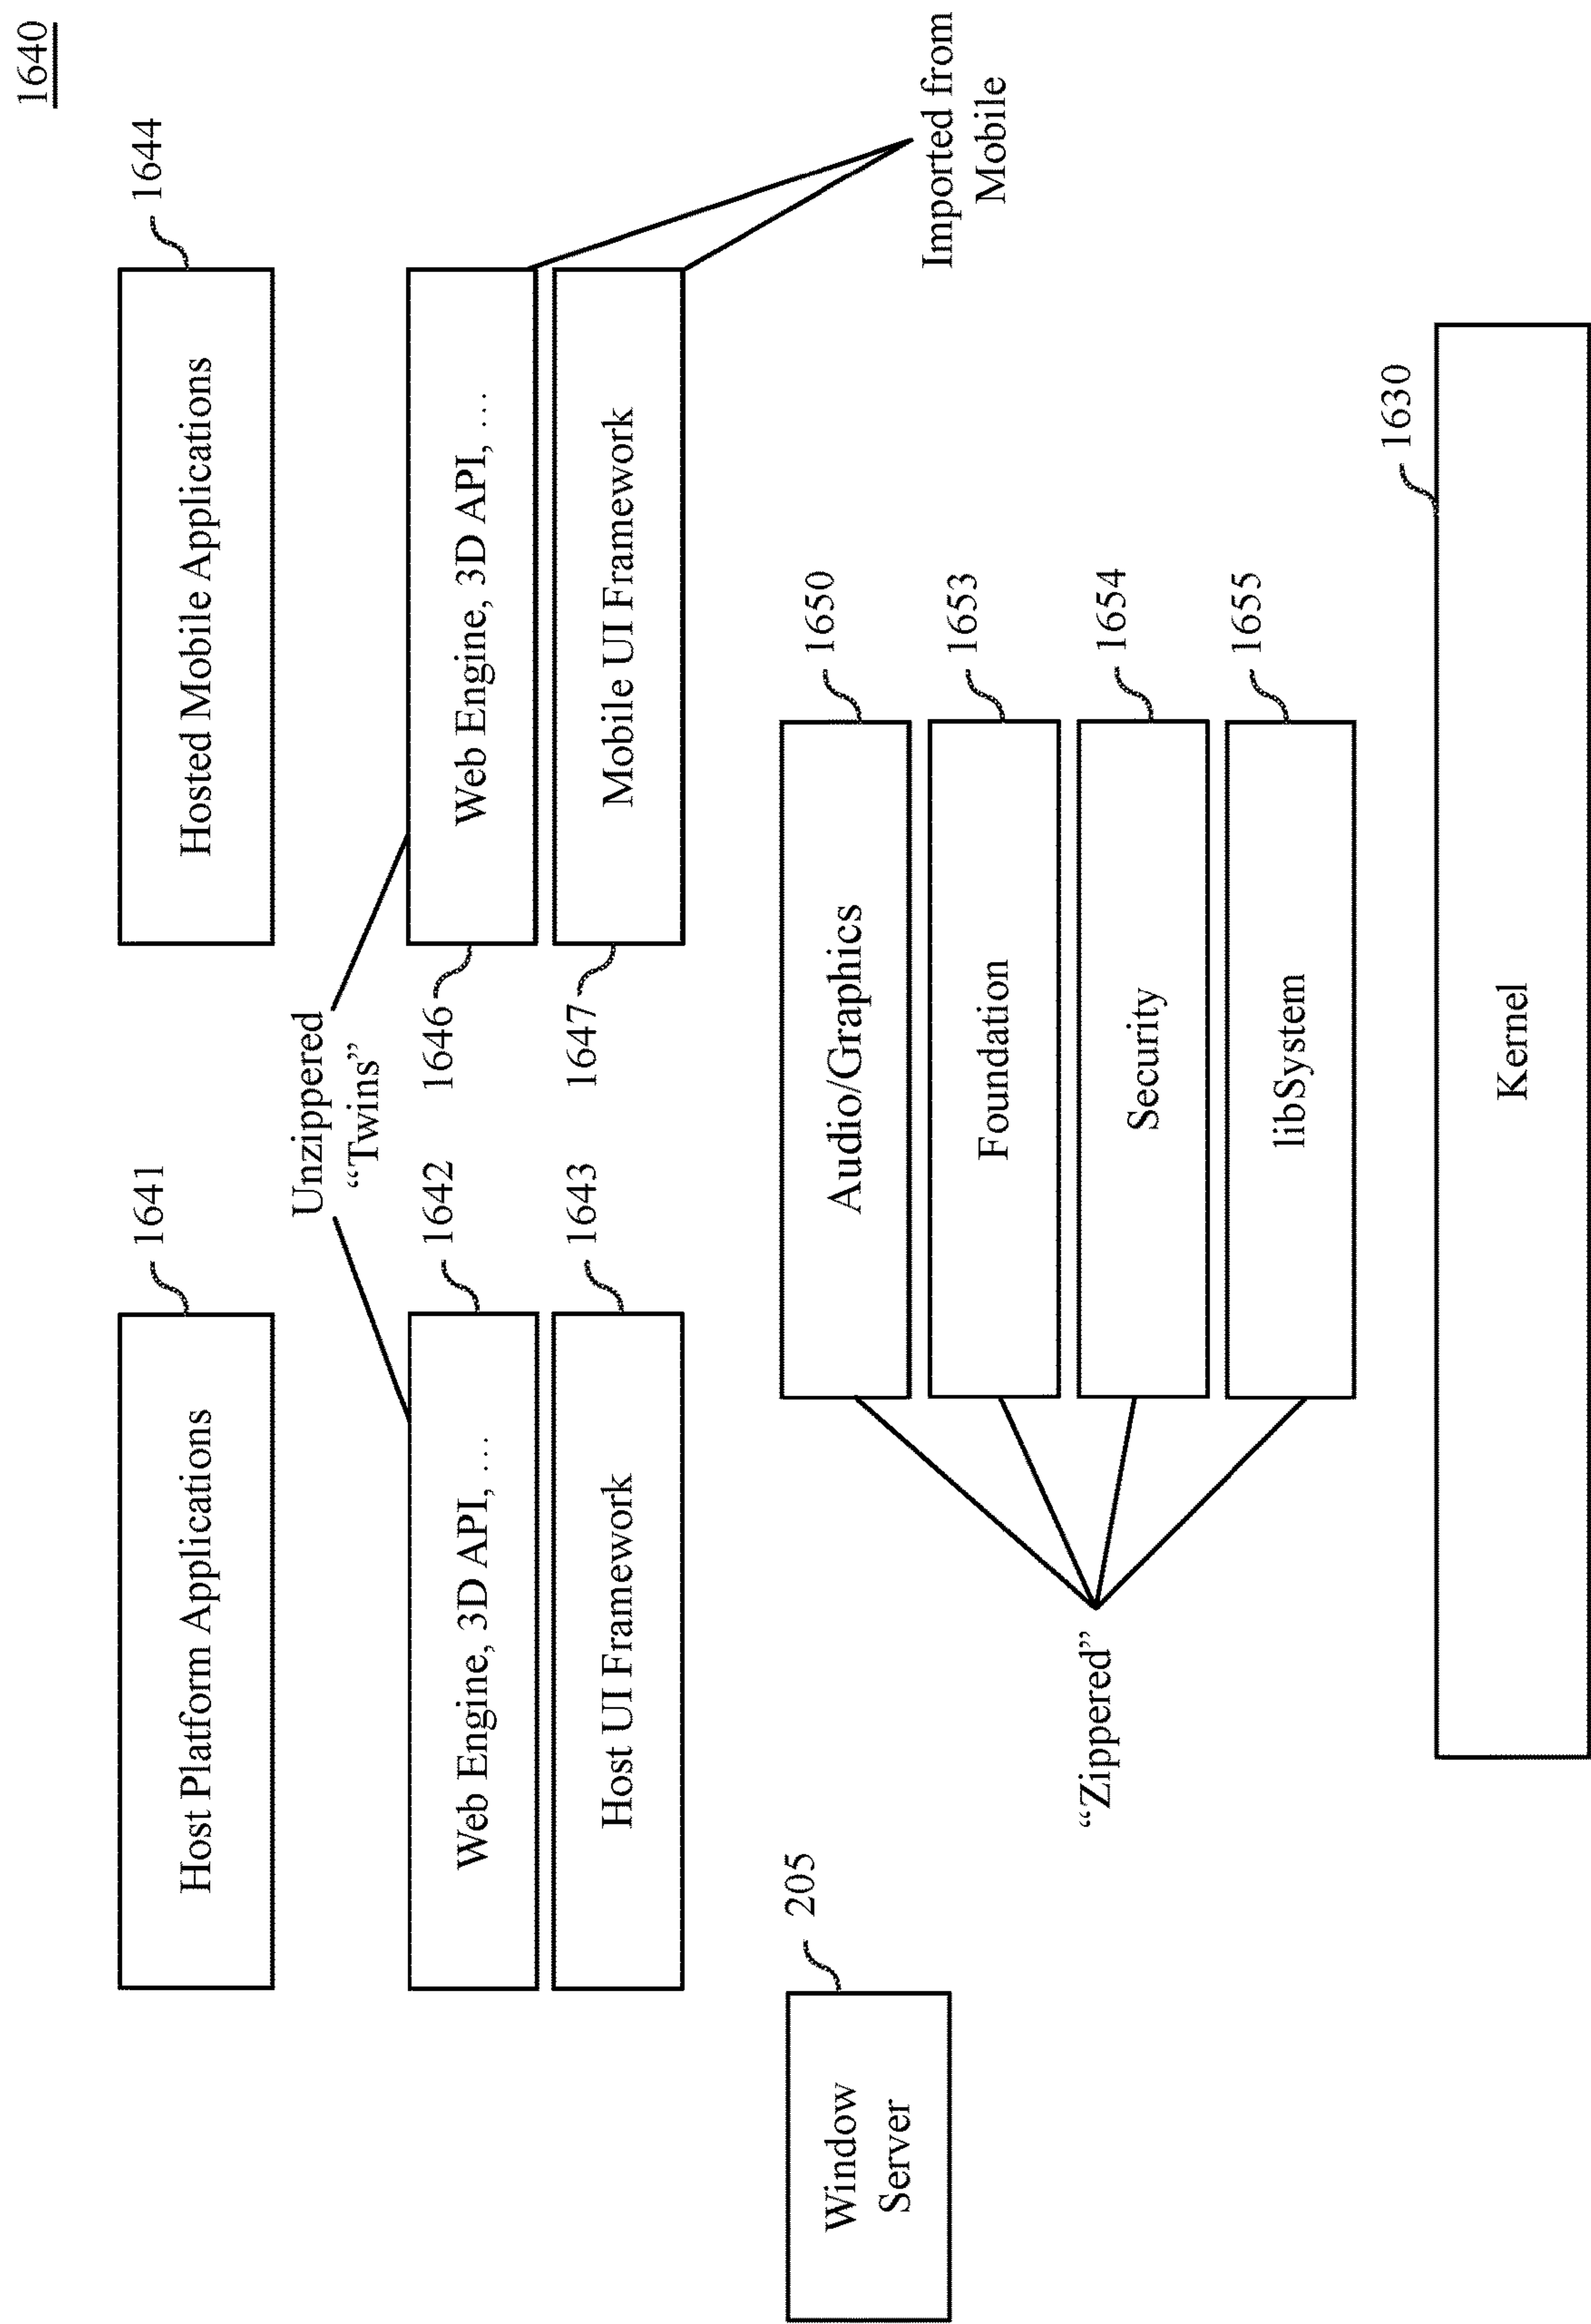 1640
Host Platform Applications
1641
Hosted Mobile Applications
1644
Unzippered
“Twins”
Web Engine, 3D API, …
1642
1646
Web Engine, 3D API, …
Host UI Framework
1643
1647
Mobile UI Framework
Imported from
Mobile
Window
Server
205
Audio/Graphics
1650
Foundation
1653
“Zippered”
Security
1654
libSystem
1655
Kernel
1630